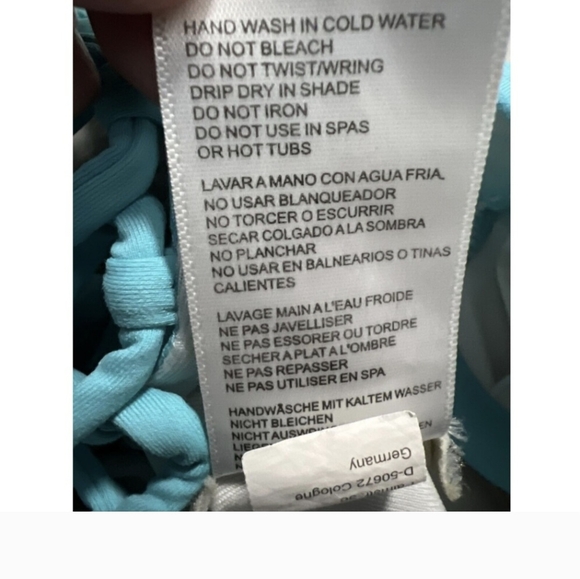 HAND WASH IN COLD WATER
DO NOT BLEACH
DO NOT TWIST/WRING
DRIP DRY IN SHADE
DO NOT IRON
DO NOT USE IN SPAS
OR HOT TUBS
LAVAR A MANO CON AGUA FRIA.
NO USAR BLANQUEADOR
NO TORCER O ESCURRIR
SECAR COLGADO A LA SOMBRA
NO PLANCHAR
NO USAR EN BALNEARIOS O TINAS
CALIENTES
LAVAGE MAIN A L'EAU FROIDE
NE PAS JAVELLISER
NE PAS ESSORER OU TORDRE
SECHER A PLAT A L'OMBRE
NE PAS REPASSER
NE PAS UTILISER EN SPA
HANDWÄSCHE MIT KALTEM WASSER
NICHT BLEICHEN
NICHT
D-50672 Cologne
Germany